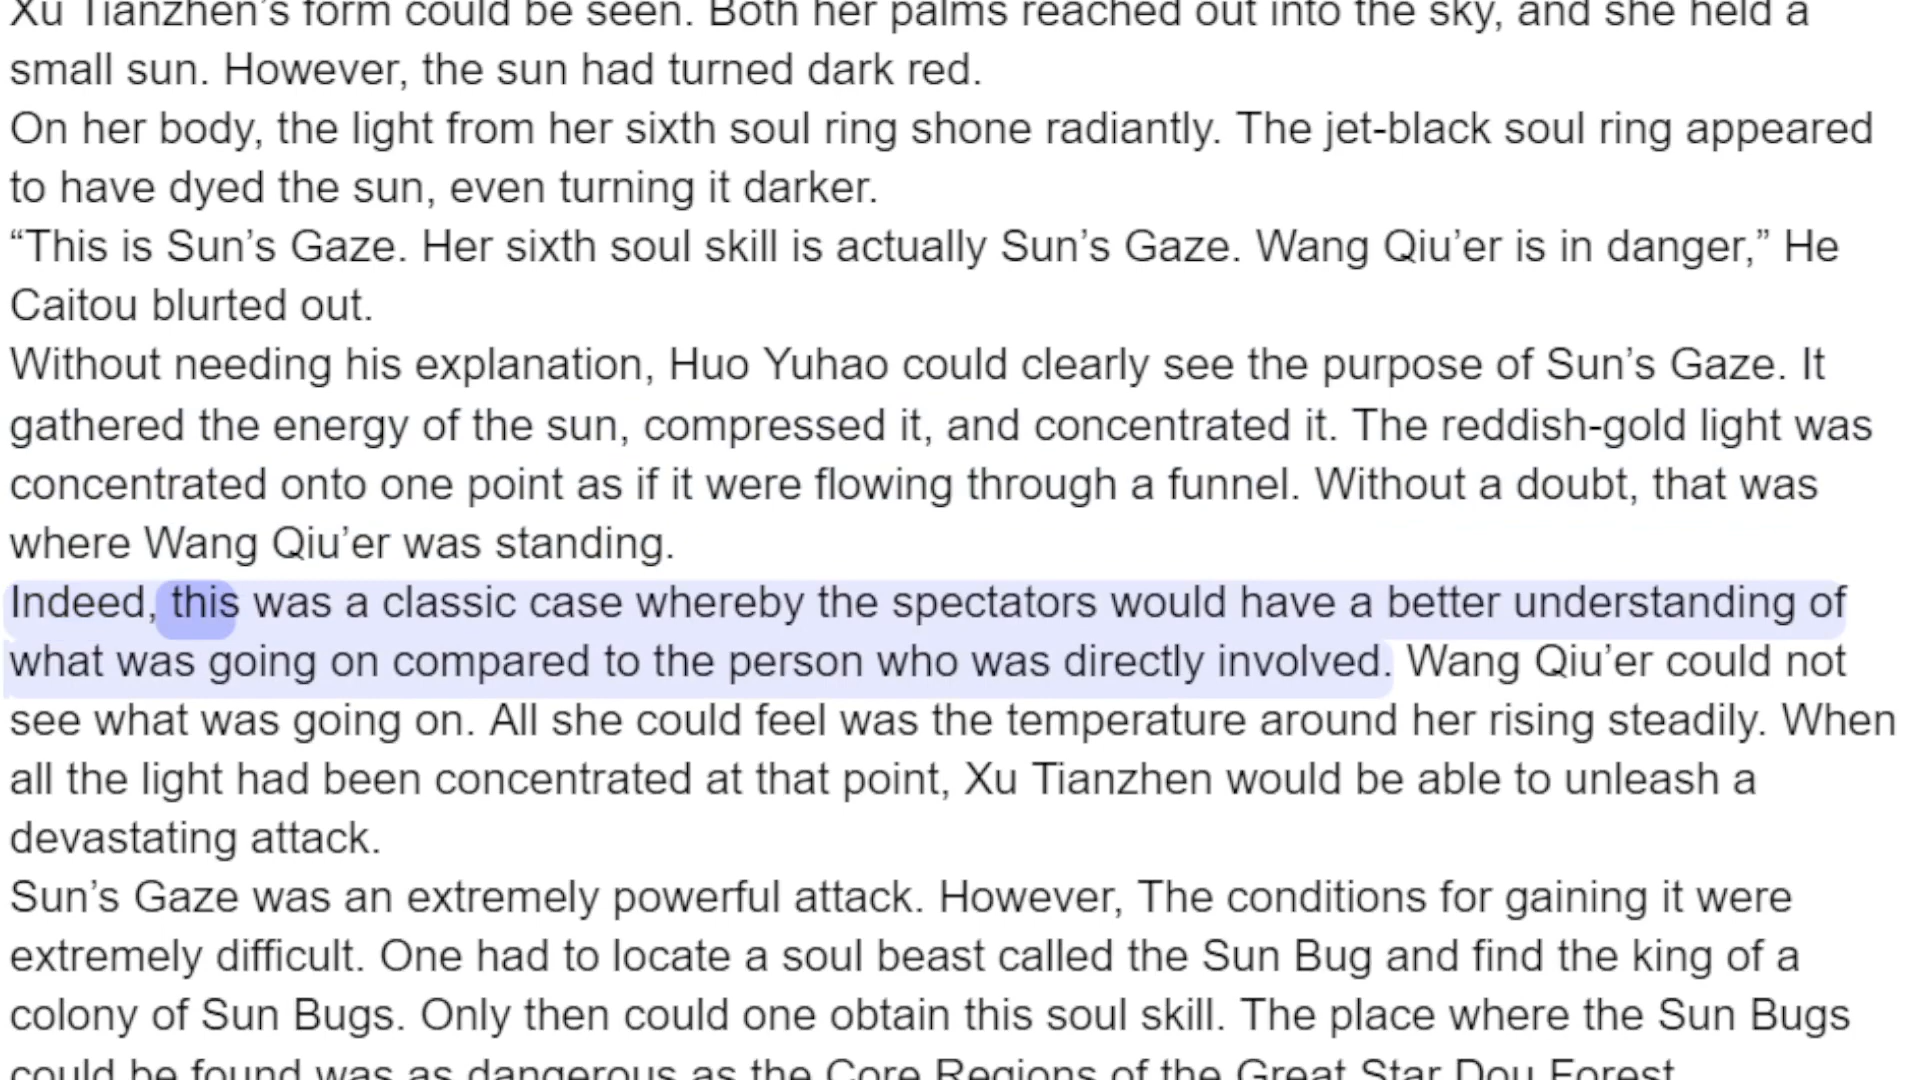 Xu Tianzhen’s form could be seen. Both her palms reached out into the sky, and she held a
small sun. However, the sun had turned dark red.
On her body, the light from her sixth soul ring shone radiantly. The jet-black soul ring appeared
to have dyed the sun, even turning it darker.
“This is Sun’s Gaze. Her sixth soul skill is actually Sun’s Gaze. Wang Qiu’er is in danger,” He
Caitou blurted out.
Without needing his explanation, Huo Yuhao could clearly see the purpose of Sun’s Gaze. It
gathered the energy of the sun, compressed it, and concentrated it. The reddish-gold light was
concentrated onto one point as if it were flowing through a funnel. Without a doubt, that was
where Wang Qiu’er was standing.
Indeed, this was a classic case whereby the spectators would have a better understanding of
what was going on compared to the person who was directly involved. Wang Qiu’er could not
see what was going on. All she could feel was the temperature around her rising steadily. When
all the light had been concentrated at that point, Xu Tianzhen would be able to unleash a
devastating attack.
Sun’s Gaze was an extremely powerful attack. However, The conditions for gaining it were
extremely difficult. One had to locate a soul beast called the Sun Bug and find the king of a
colony of Sun Bugs. Only then could one obtain this soul skill. The place where the Sun Bugs
could be found was as dangerous as the Core Regions of the Great Star Dou Forest.